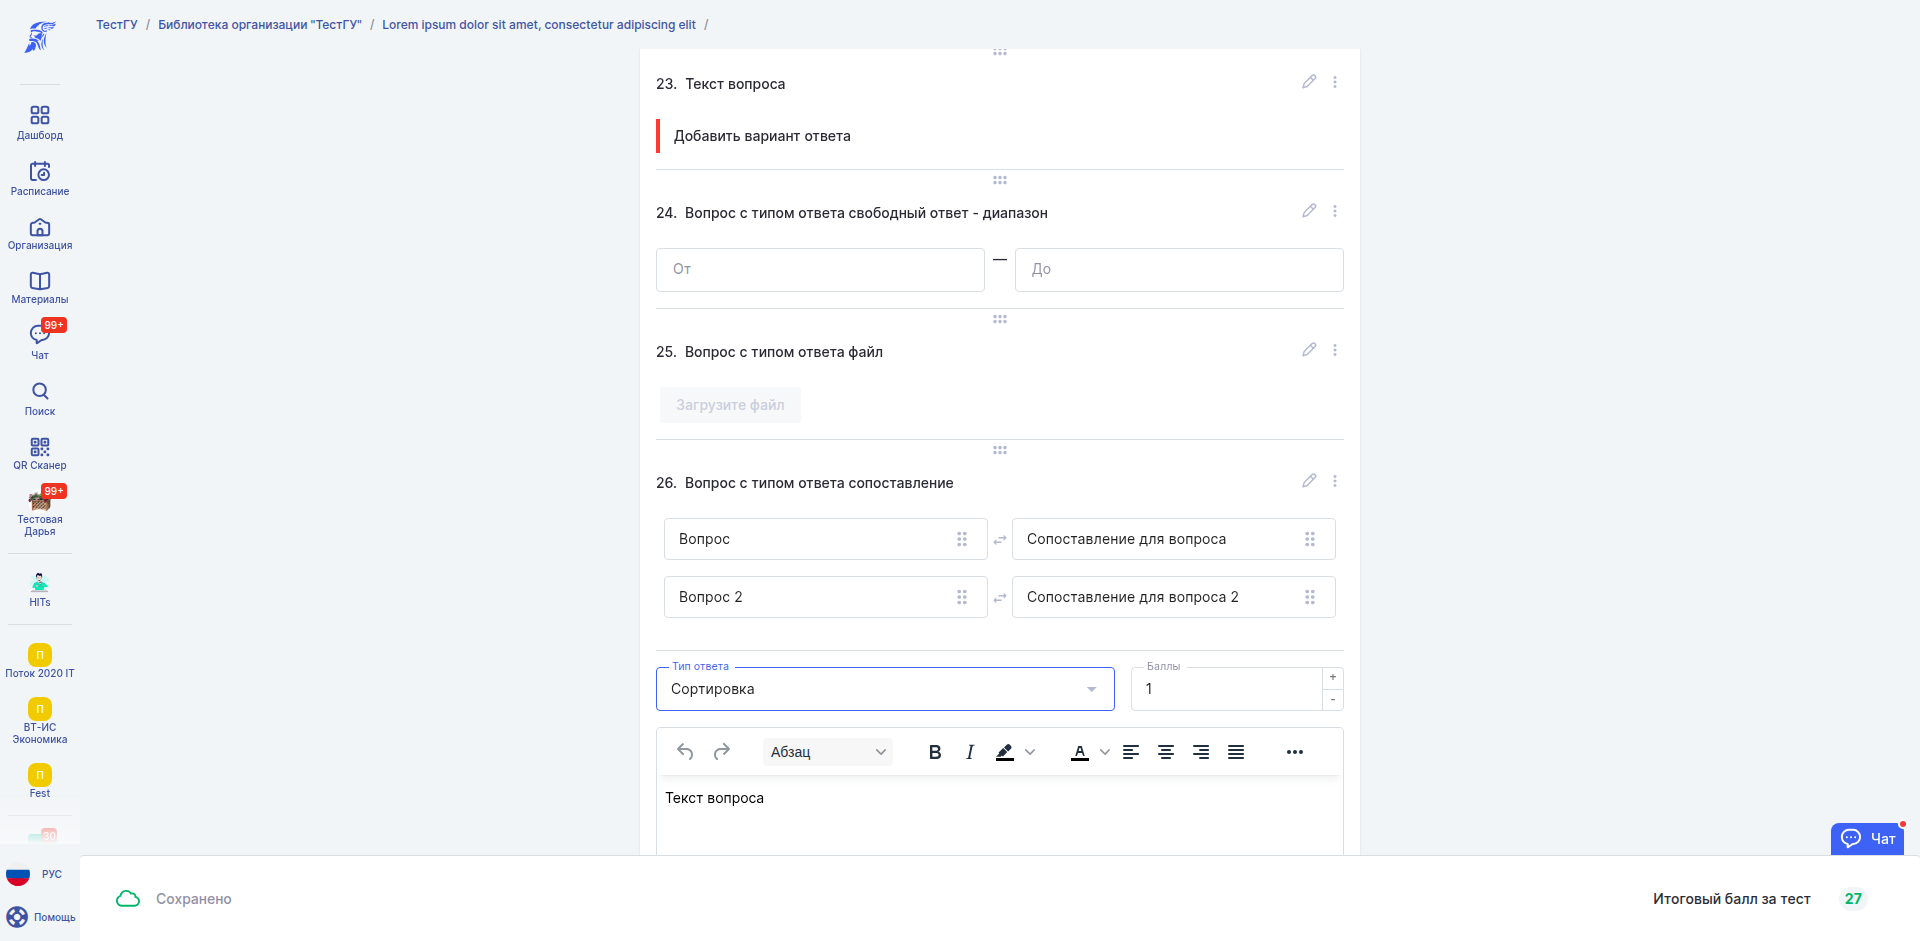 ТестГУ / Библиотека организации "ТестГУ" / Lorem ipsum dolor sit amet, consectetur adipiscing elit /
Дашборд
Расписание
Организация
Материалы
99+
Чат
Поиск
QR Сканер
99+
Тестовая
Дарья
HITs
П
Поток 2020 IT
П
ВТ-ИС
Экономика
П
Fest
30
РУС
Помощь
23. Текст вопроса
Добавить вариант ответа
24. Вопрос с типом ответа свободный ответ - диапазон
От — До
25. Вопрос с типом ответа файл
Загрузите файл
26. Вопрос с типом ответа сопоставление
Вопрос Сопоставление для вопроса
Вопрос 2 Сопоставление для вопроса 2
Тип ответа Баллы
Сортировка 1 + -
Абзац B I A
Текст вопроса
Чат
Сохранено Итоговый балл за тест 27